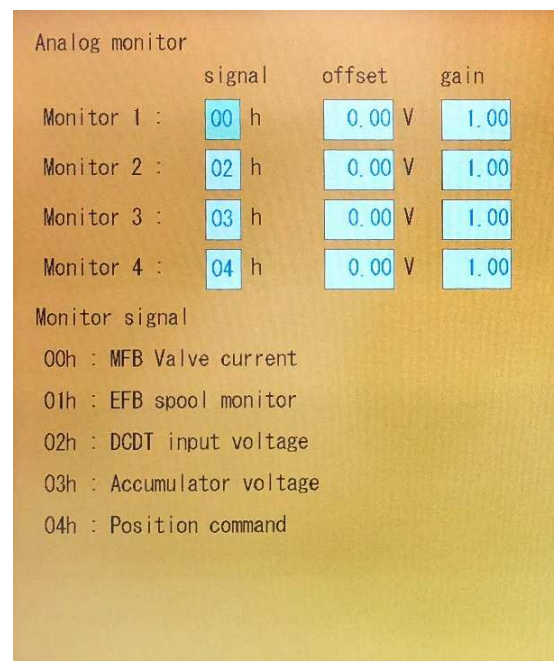 Analog monitor
signal offset gain
Monitor 1 : 00 h 0.00 V 1.00
Monitor 2 : 02 h 0.00 V 1.00
Monitor 3 : 03 h 0.00 V 1.00
Monitor 4 : 04 h 0.00 V 1.00
Monitor signal
00h : MFB Valve current
01h : EFB spool monitor
02h : DCDT input voltage
03h : Accumulator voltage
04h : Position command